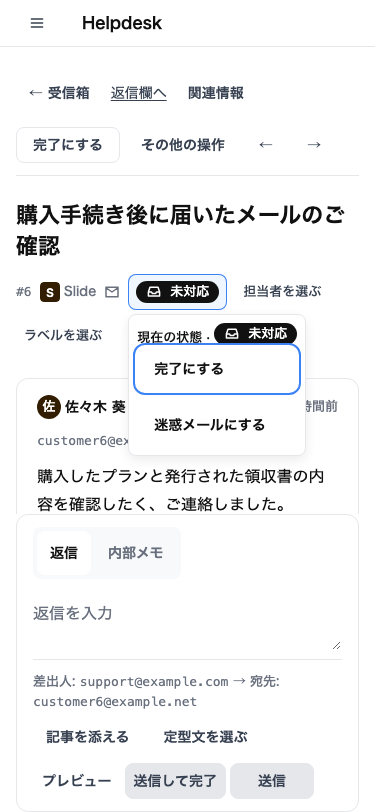 Helpdesk
← 受信箱 返信欄へ 関連情報
完了にする その他の操作 ← →
購入手続き後に届いたメールのご
確認
#6 S Slide 未対応 担当者を選ぶ
ラベルを選ぶ
現在の状態 · 未対応
完了にする
迷惑メールにする
佐 佐々木 葵 時間前
customer6@ex
購入したプランと発行された領収書の内
容を確認したく、ご連絡しました。
返信 内部メモ
返信を入力
差出人: support@example.com → 宛先:
customer6@example.net
記事を添える 定型文を選ぶ
プレビュー 送信して完了 送信